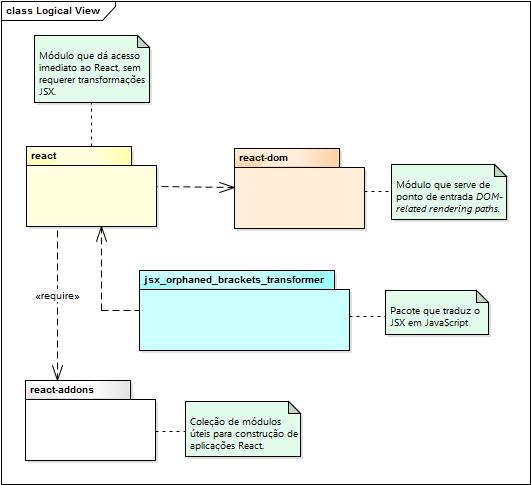 class Logical View
Módulo que dá acesso
imediato ao React, sem
requerer transformações
JSX.
react
react-dom
Módulo que serve de
ponto de entrada DOM-
related rendering paths.
jsx_orphaned_brackets_transformer
«require»
Pacote que traduz o
JSX em JavaScript
react-addons
Coleção de módulos
úteis para construção de
aplicações React.